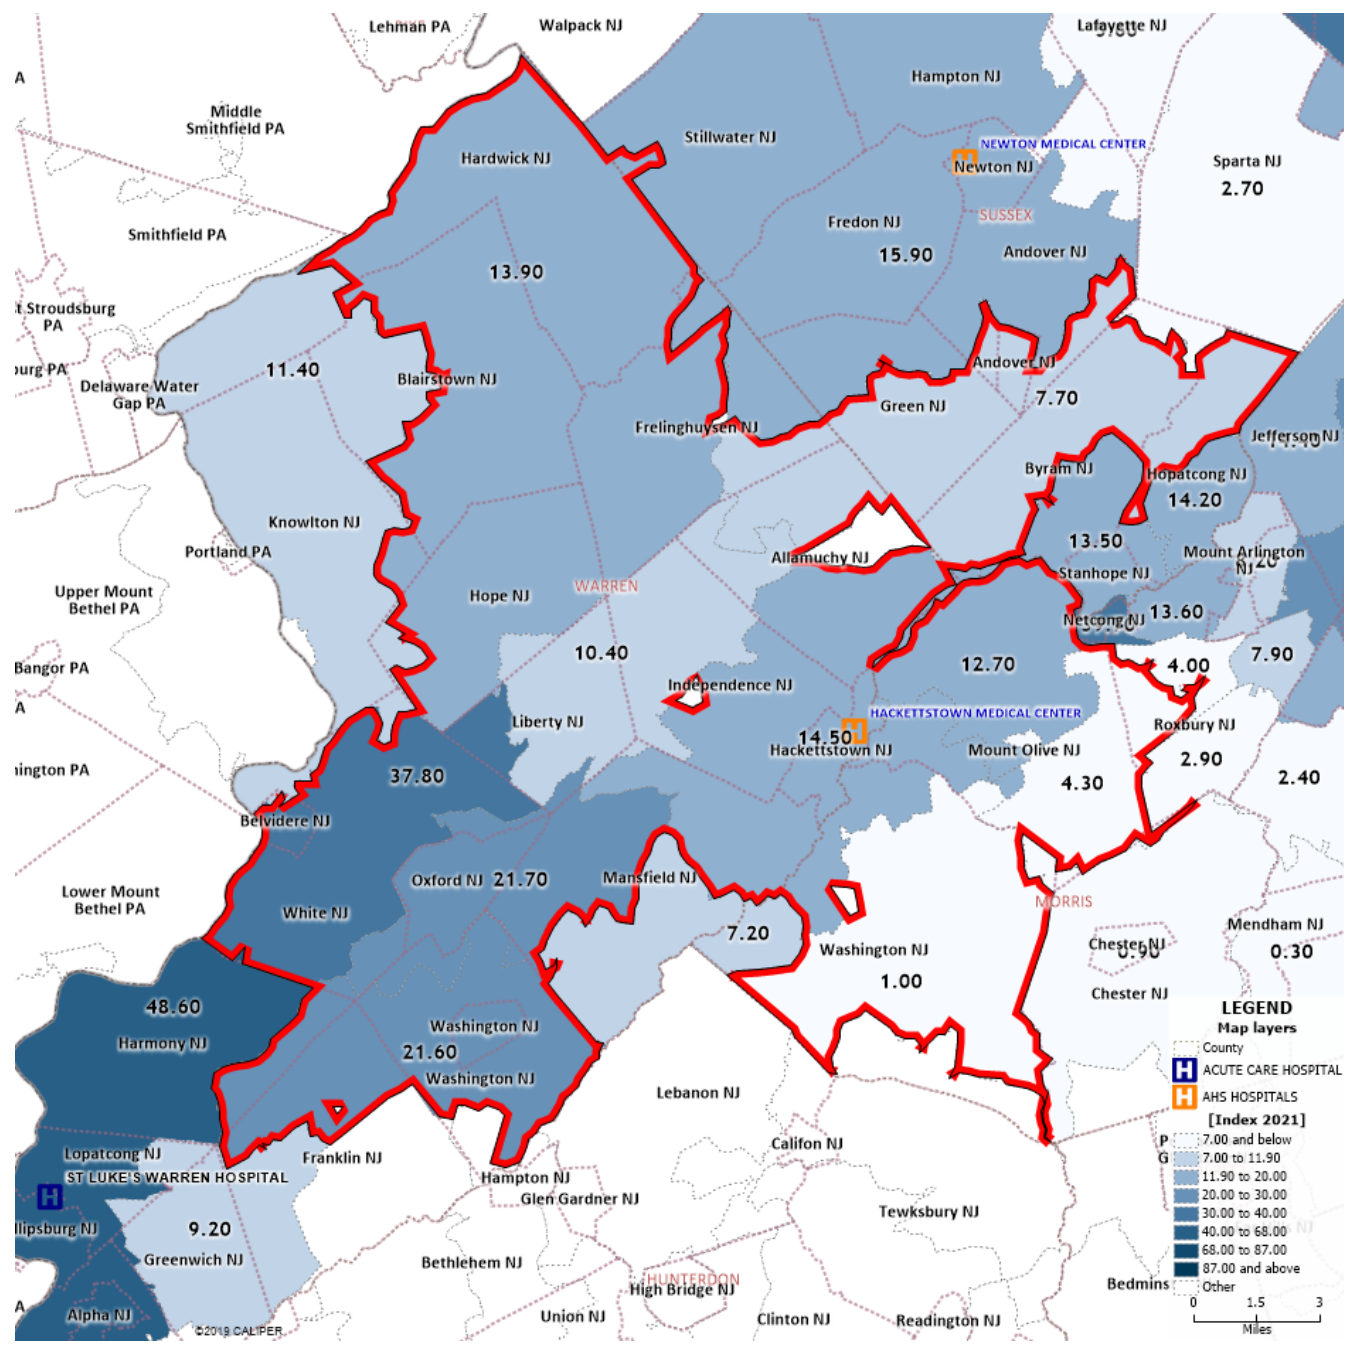 Lehman PA
Walpack NJ
Lafayette NJ
A
Hampton NJ
Middle
Smithfield PA
Stillwater NJ
NEWTON MEDICAL CENTER
Newton NJ
Hardwick NJ
Sparta NJ
2.70
Smithfield PA
Fredon NJ
SUSSEX
15.90
Andover NJ
13.90
t Stroudsburg
PA
ourg PA
11.40
Blairstown NJ
Delaware Water
Gap PA
Andover NJ
7.70
Green NJ
Frelinghuysen NJ
Jefferson NJ
Byram NJ
Hopatcong NJ
14.20
Knowlton NJ
Portland PA
13.50
Mount Arlington
NJ
Allamuchy NJ
Stanhope NJ
WARREN
Hope NJ
Upper Mount
Bethel PA
Netcong NJ
13.60
10.40
12.70
4.00
7.90
Bangor PA
A
Independence NJ
Liberty NJ
HACKETTSTOWN MEDICAL CENTER
H
14.50
Hackettstown NJ
Mount Olive NJ
Roxbury NJ
2.90
2.40
4.30
ington PA
37.80
Belvidere NJ
Oxford NJ 21.70
Mansfield NJ
Lower Mount
Bethel PA
White NJ
MORRIS
7.20
Washington NJ
1.00
Chester NJ
0.90
Mendham NJ
0.30
Chester NJ
48.60
Harmony NJ
Washington NJ
21.60
Washington NJ
Lebanon NJ
Califon NJ
Lopatcong NJ
ST LUKE'S WARREN HOSPITAL
H
Franklin NJ
Hampton NJ
Glen Gardner NJ
llipsburg NJ
9.20
Greenwich NJ
Tewksbury NJ
Bethlehem NJ
HUNTERDON
High Bridge NJ
Bedmins
A
Alpha NJ
Union NJ
Clinton NJ
Readington NJ
©2019 CALIPER
LEGEND
Map layers
County
H ACUTE CARE HOSPITAL
H AHS HOSPITALS
[Index 2021]
P
7.00 and below
G
7.00 to 11.90
11.90 to 20.00
20.00 to 30.00
30.00 to 40.00
40.00 to 68.00
68.00 to 87.00
87.00 and above
Other
0 1.5 3
Miles